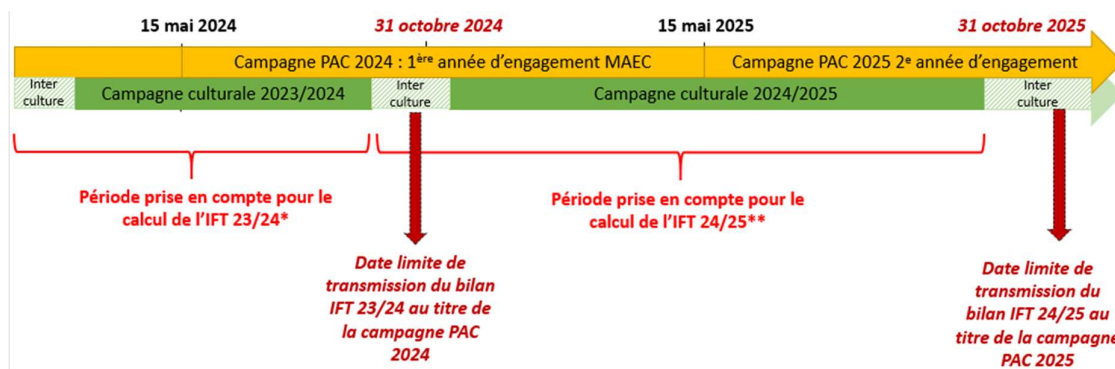 15 mai 2024
31 octobre 2024
15 mai 2025
31 octobre 2025
Campagne PAC 2024 : 1ère année d’engagement MAEC
Campagne PAC 2025 2e année d’engagement
Inter
culture
Campagne culturale 2023/2024
Inter
culture
Campagne culturale 2024/2025
Inter
culture
Période prise en compte pour le
calcul de l’IFT 23/24*
Période prise en compte pour le
calcul de l’IFT 24/25**
Date limite de
transmission du bilan
IFT 23/24 au titre de
la campagne PAC
2024
Date limite de
transmission du
bilan IFT 24/25 au
titre de la campagne
PAC 2025